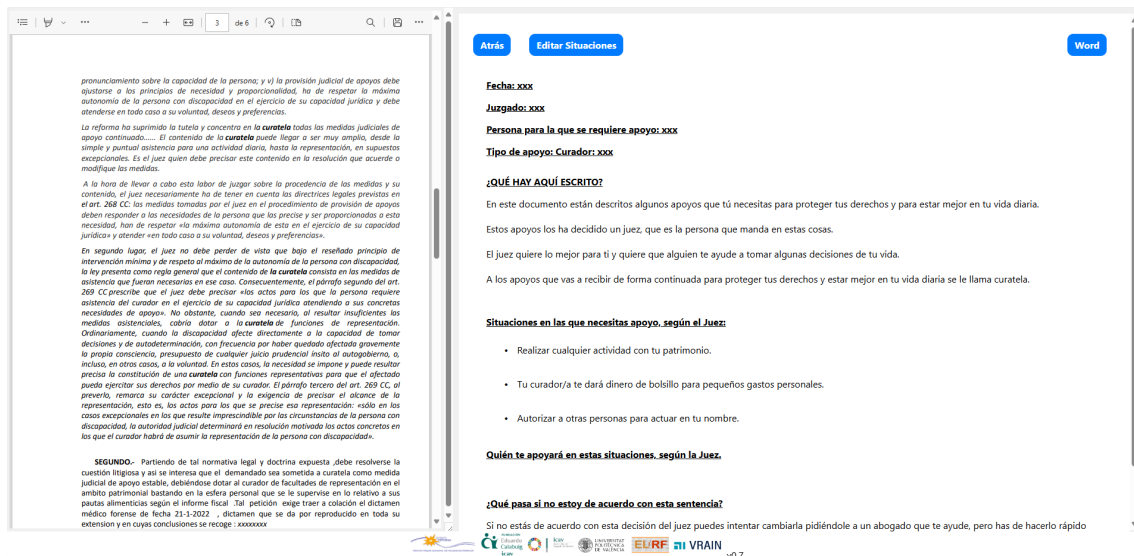 3 de 6
pronunciamiento sobre la capacidad de la persona; y v) la provisión judicial de apoyos debe
ajustarse a los principios de necesidad y proporcionalidad, ha de respetar la máxima
autonomía de la persona con discapacidad en el ejercicio de su capacidad jurídica y debe
atenderse en todo caso a su voluntad, deseos y preferencias.
La reforma ha suprimido la tutela y concentra en la curatela todas las medidas judiciales de
apoyo continuado...... El contenido de la curatela puede llegar a ser muy amplio, desde la
simple y puntual asistencia para una actividad diaria, hasta la representación, en supuestos
excepcionales. Es el juez quien debe precisar este contenido en la resolución que acuerde o
modifique las medidas.
A la hora de llevar a cabo esta labor de juzgar sobre la procedencia de las medidas y su
contenido, el juez necesariamente ha de tener en cuenta las directrices legales previstas en
el art. 268 CC: las medidas tomadas por el juez en el procedimiento de provisión de apoyos
deben responder a las necesidades de la persona que las precise y ser proporcionadas a esta
necesidad, han de respetar «la máxima autonomía de esta en el ejercicio de su capacidad
jurídica» y atender «en todo caso a su voluntad, deseos y preferencias».
En segundo lugar, el juez no debe perder de vista que bajo el reseñado principio de
intervención mínima y de respeto al máximo de la autonomía de la persona con discapacidad,
la ley presenta como regla general que el contenido de la curatela consista en las medidas de
asistencia que fueran necesarias en ese caso. Consecuentemente, el párrafo segundo del art.
269 CC prescribe que el juez debe precisar «los actos para los que la persona requiere
asistencia del curador en el ejercicio de su capacidad jurídica atendiendo a sus concretas
necesidades de apoyo». No obstante, cuando sea necesario, al resultar insuficientes las
medidas asistenciales, cabría dotar a la curatela de funciones de representación.
Ordinariamente, cuando la discapacidad afecte directamente a la capacidad de tomar
decisiones y de autodeterminación, con frecuencia por haber quedado afectada gravemente
la propia consciencia, presupuesto de cualquier juicio prudencial ínsito al autogobierno, o,
incluso, en otros casos, a la voluntad. En estos casos, la necesidad se impone y puede resultar
precisa la constitución de una curatela con funciones representativas para que el afectado
pueda ejercitar sus derechos por medio de su curador. El párrafo tercero del art. 269 CC, al
preverlo, remarca su carácter excepcional y la exigencia de precisar el alcance de la
representación, esto es, los actos para los que se precise esa representación: «sólo en los
casos excepcionales en los que resulte imprescindible por las circunstancias de la persona con
discapacidad, la autoridad judicial determinará en resolución motivada los actos concretos en
los que el curador habrá de asumir la representación de la persona con discapacidad».
SEGUNDO.- Partiendo de tal normativa legal y doctrina expuesta ,debe resolverse la
cuestión litigiosa y asi se interesa que el demandado sea sometida a curatela como medida
judicial de apoyo estable, debiéndose dotar al curador de facultades de representación en el
ambito patrimonial bastando en la esfera personal que se le supervise en lo relativo a sus
pautas alimenticias según el informe fiscal .Tal petición exige traer a colación el dictamen
médico forense de fecha 21-1-2022 , dictamen que se da por reproducido en toda su
extension y en cuyas conclusiones se recoge : xxxxxxxx
Atrás
Editar Situaciones
Word
Fecha: xxx
Juzgado: xxx
Persona para la que se requiere apoyo: xxx
Tipo de apoyo: Curador: xxx
¿QUÉ HAY AQUÍ ESCRITO?
En este documento están descritos algunos apoyos que tú necesitas para proteger tus derechos y para estar mejor en tu vida diaria.
Estos apoyos los ha decidido un juez, que es la persona que manda en estas cosas.
El juez quiere lo mejor para ti y quiere que alguien te ayude a tomar algunas decisiones de tu vida.
A los apoyos que vas a recibir de forma continuada para proteger tus derechos y estar mejor en tu vida diaria se le llama curatela.
Situaciones en las que necesitas apoyo, según el Juez:
• Realizar cualquier actividad con tu patrimonio.
• Tu curador/a te dará dinero de bolsillo para pequeños gastos personales.
• Autorizar a otras personas para actuar en tu nombre.
Quién te apoyará en estas situaciones, según la Juez.
¿Qué pasa si no estoy de acuerdo con esta sentencia?
Si no estás de acuerdo con esta decisión del juez puedes intentar cambiarla pidiéndole a un abogado que te ayude, pero has de hacerlo rápido
FUNDACIÓN
Eduardo
Calabuig
icav
icav
UNIVERSITAT
POLITÈCNICA
DE VALÈNCIA
VRAIN
v0.7